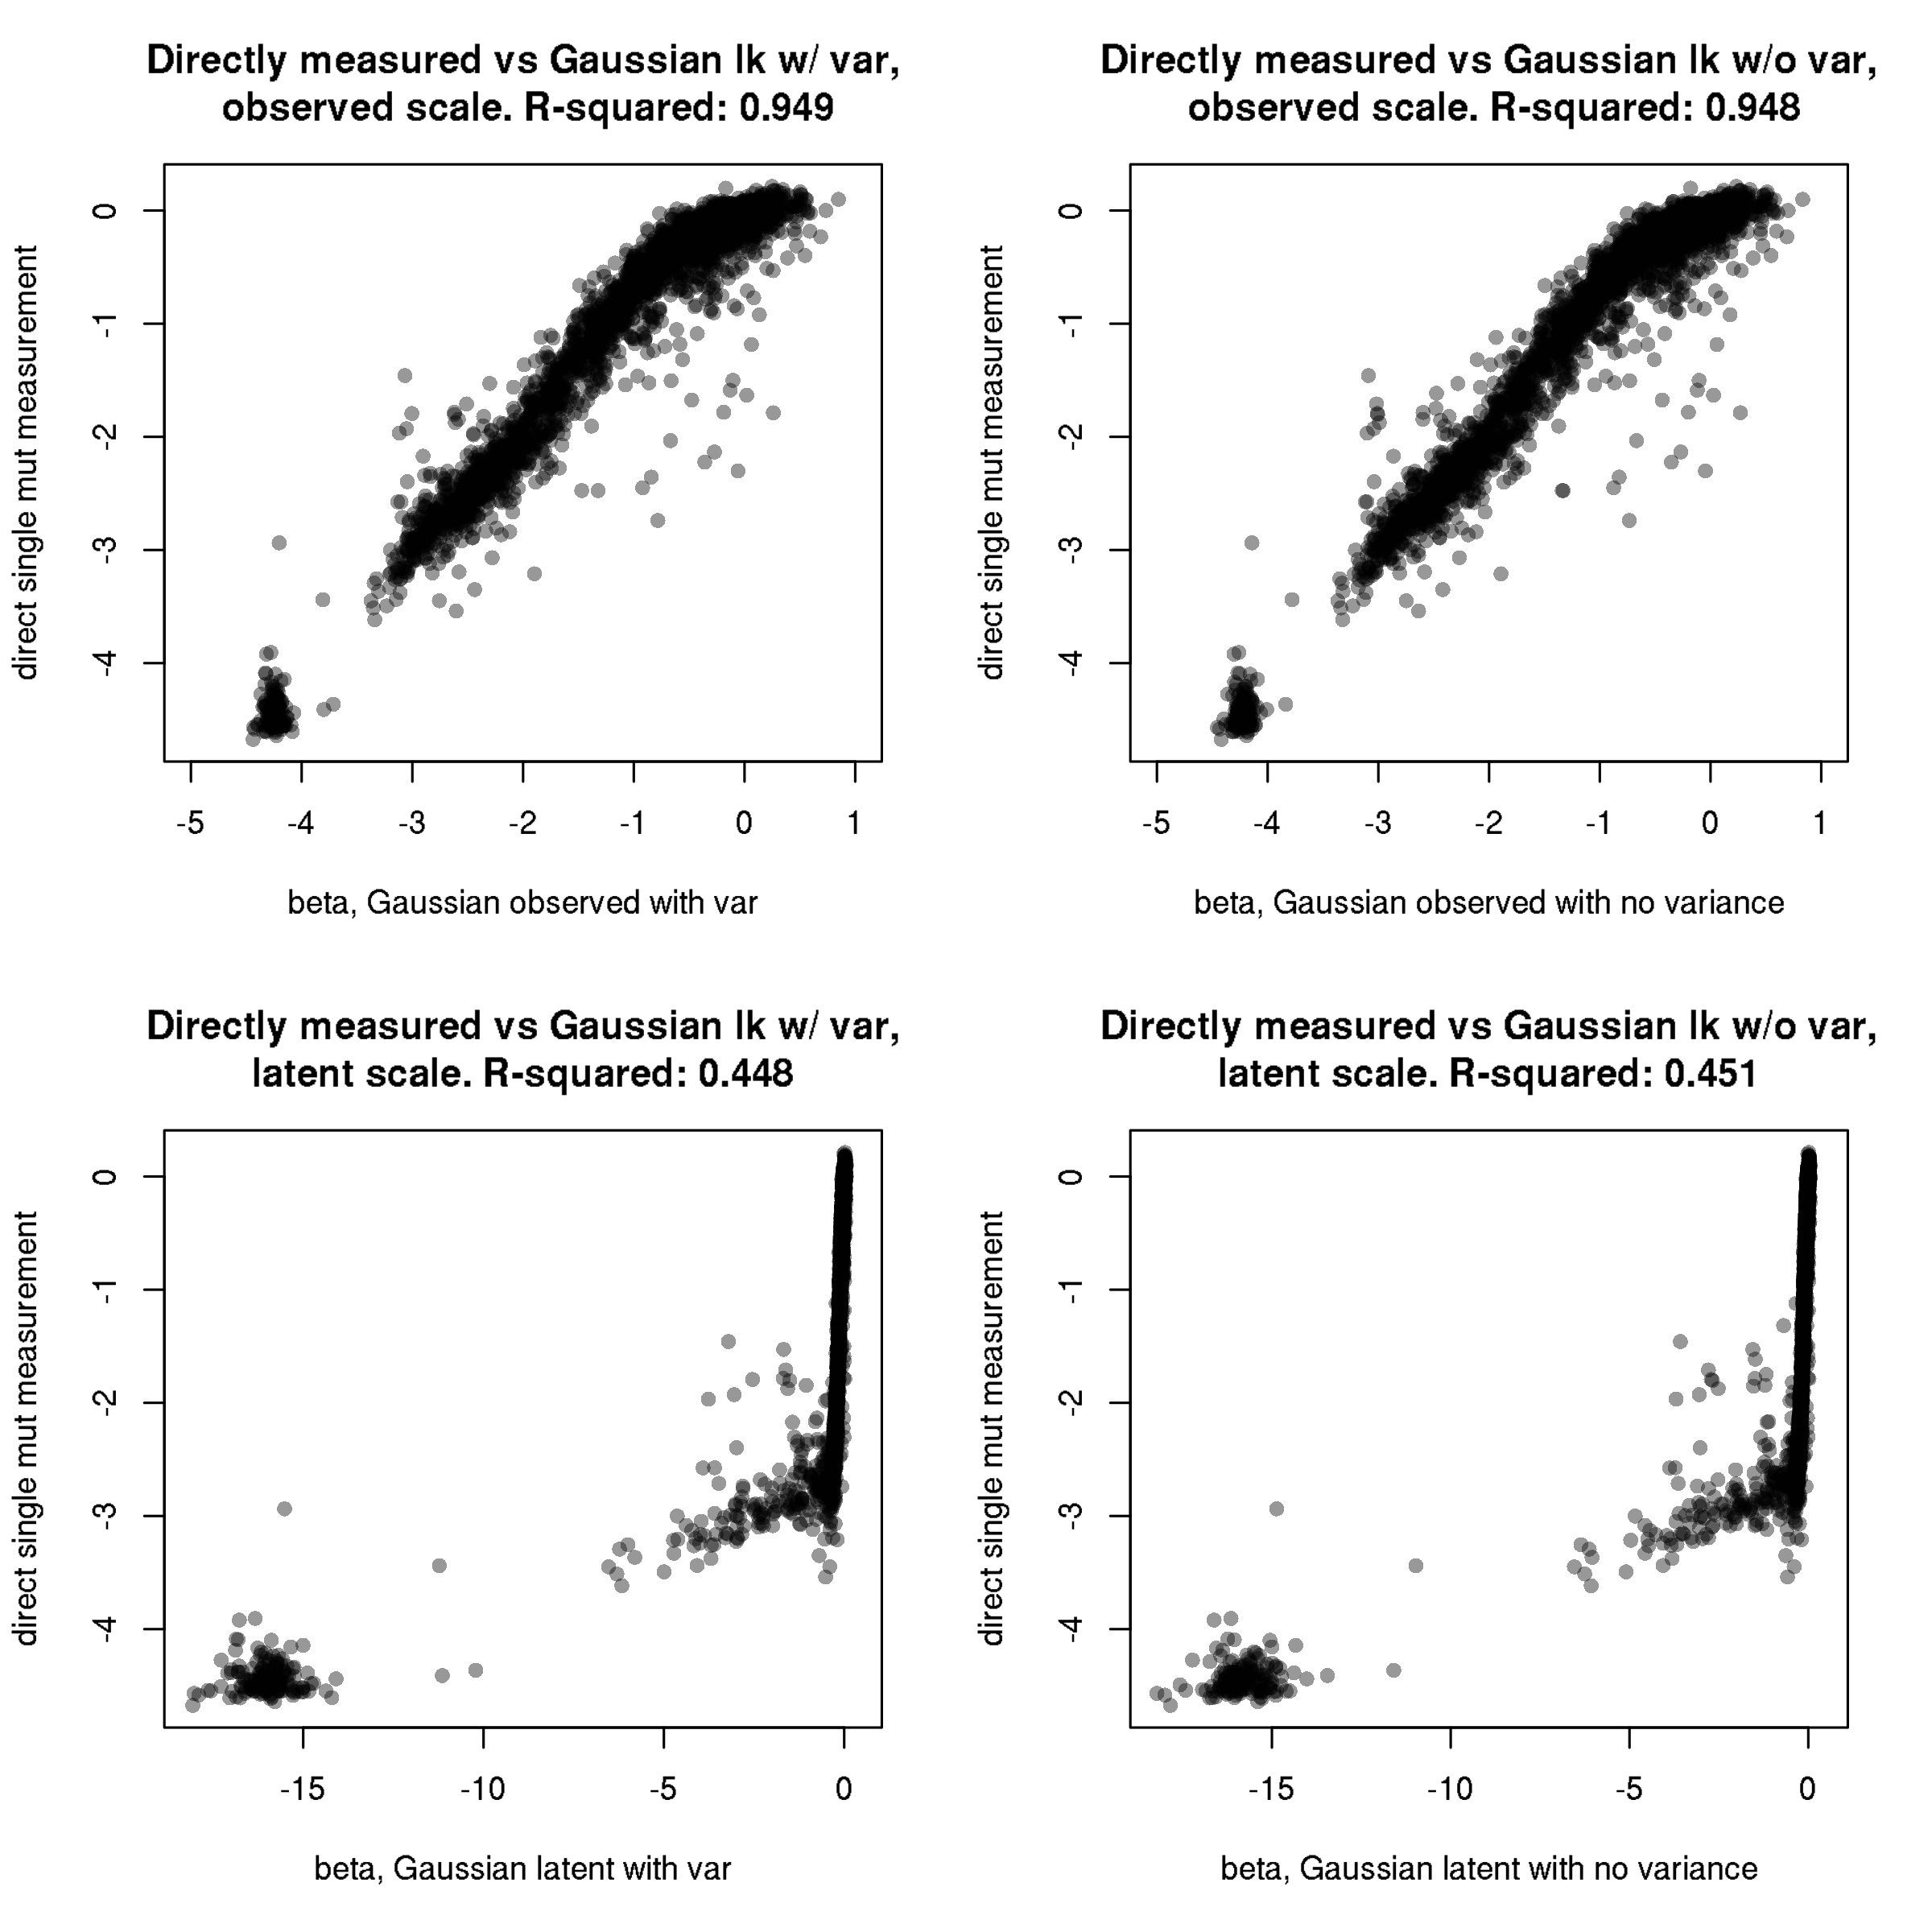 Directly measured vs Gaussian lk w/ var,
observed scale. R-squared: 0.949
direct single mut measurement
0
-1
-2
-3
-4
-5 -4 -3 -2 -1 0 1
beta, Gaussian observed with var
Directly measured vs Gaussian lk w/o var,
observed scale. R-squared: 0.948
direct single mut measurement
0
-1
-2
-3
-4
-5 -4 -3 -2 -1 0 1
beta, Gaussian observed with no variance
Directly measured vs Gaussian lk w/ var,
latent scale. R-squared: 0.448
direct single mut measurement
0
-1
-2
-3
-4
-15 -10 -5 0
beta, Gaussian latent with var
Directly measured vs Gaussian lk w/o var,
latent scale. R-squared: 0.451
direct single mut measurement
0
-1
-2
-3
-4
-15 -10 -5 0
beta, Gaussian latent with no variance